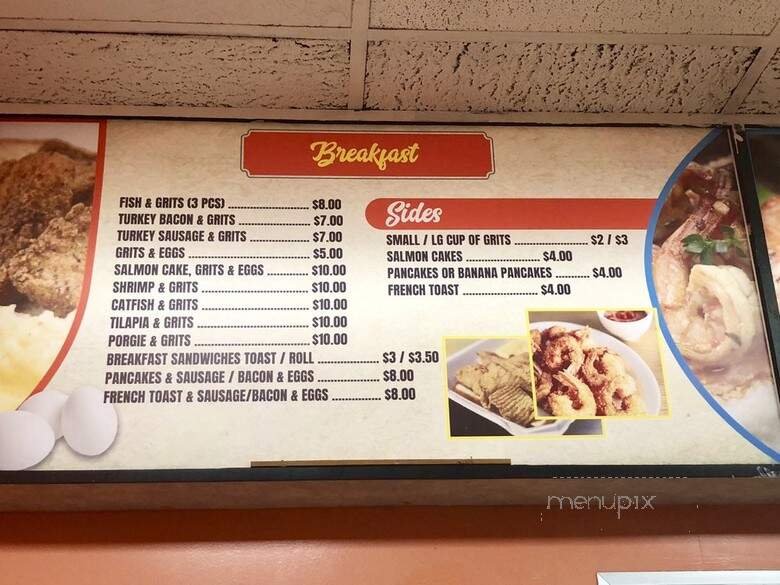 Breakfast
FISH & GRITS (3 PCS) ........................ $8.00
TURKEY BACON & GRITS ........................ $7.00
TURKEY SAUSAGE & GRITS .................. $7.00
GRITS & EGGS ........................ $5.00
SALMON CAKE, GRITS & EGGS ............. $10.00
SHRIMP & GRITS ........................ $10.00
CATFISH & GRITS ........................ $10.00
TILAPIA & GRITS ........................ $10.00
PORGIE & GRITS ........................ $10.00
BREAKFAST SANDWICHES TOAST / ROLL .................. $3 / $3.50
PANCAKES & SAUSAGE / BACON & EGGS ................. $8.00
FRENCH TOAST & SAUSAGE/BACON & EGGS ............. $8.00
Sides
SMALL / LG CUP OF GRITS .................... $2 / $3
SALMON CAKES .................... $4.00
PANCAKES OR BANANA PANCAKES .......... $4.00
FRENCH TOAST .................... $4.00
menupix